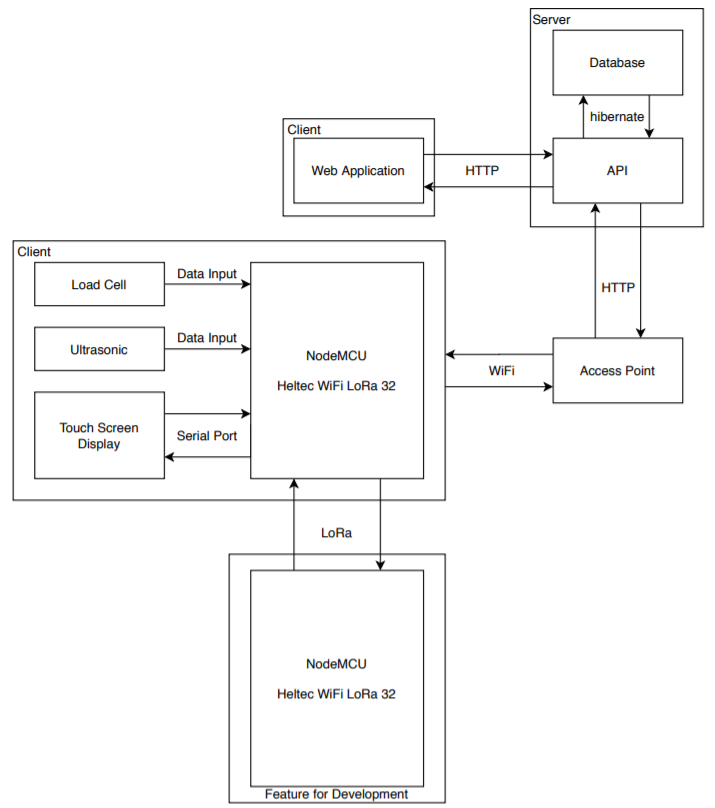 Server
Database
hibernate
Client
Web Application
HTTP
API
Client
Load Cell
Data Input
Ultrasonic
Data Input
NodeMCU
Heltec WiFi LoRa 32
Touch Screen
Display
Serial Port
HTTP
WiFi
Access Point
LoRa
NodeMCU
Heltec WiFi LoRa 32
Feature for Development